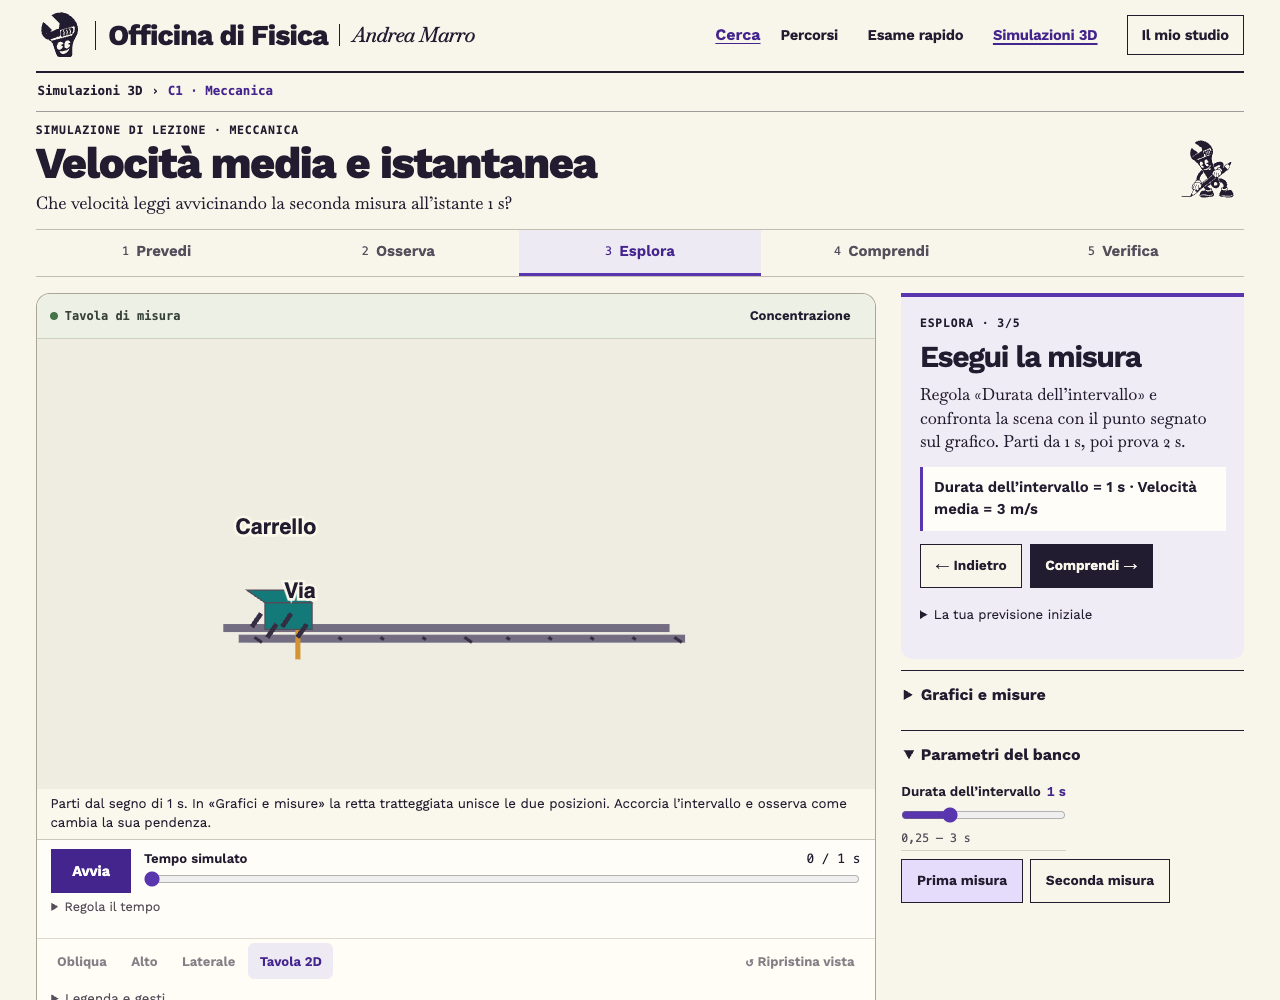 Officina di Fisica
Andrea Marro
Cerca
Percorsi
Esame rapido
Simulazioni 3D
Il mio studio
Simulazioni 3D › C1 · Meccanica
SIMULAZIONE DI LEZIONE · MECCANICA
Velocità media e istantanea
Che velocità leggi avvicinando la seconda misura all’istante 1 s?
1 Prevedi
2 Osserva
3 Esplora
4 Comprendi
5 Verifica
Tavola di misura
Concentrazione
Carrello
Via
Parti dal segno di 1 s. In «Grafici e misure» la retta tratteggiata unisce le due posizioni. Accorcia l’intervallo e osserva come
cambia la sua pendenza.
Avvia
Tempo simulato
0 / 1 s
▶ Regola il tempo
Obliqua
Alto
Laterale
Tavola 2D
↺ Ripristina vista
▶ Legenda e gesti
ESPLORA · 3/5
Esegui la misura
Regola «Durata dell’intervallo» e
confronta la scena con il punto segnato
sul grafico. Parti da 1 s, poi prova 2 s.
Durata dell’intervallo = 1 s · Velocità
media = 3 m/s
← Indietro
Comprendi →
▶ La tua previsione iniziale
▶ Grafici e misure
▼ Parametri del banco
Durata dell’intervallo 1 s
0,25 — 3 s
Prima misura
Seconda misura